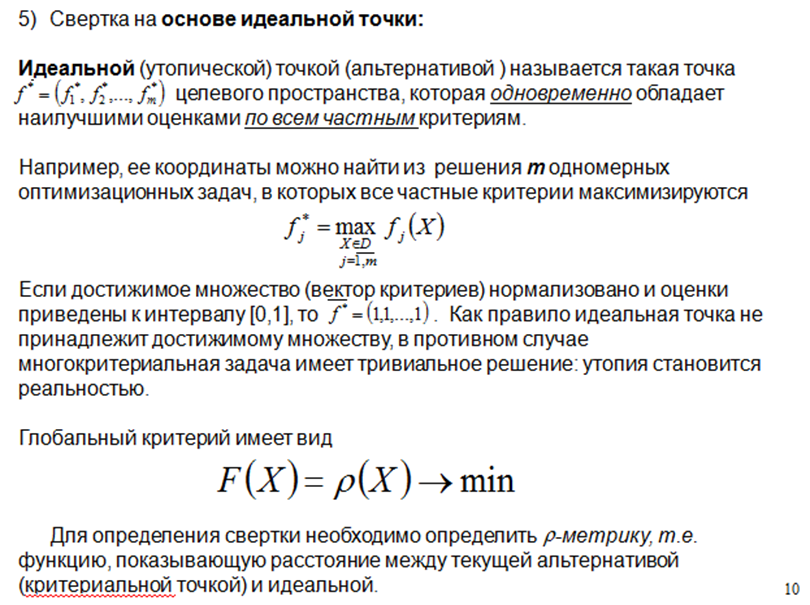 5) Свертка на основе идеальной точки:
Идеальной (утопической) точкой (альтернативой ) называется такая точка
f* = (f₁*, f₂*,..., fₘ*) целевого пространства, которая одновременно обладает
наилучшими оценками по всем частным критериям.
Например, ее координаты можно найти из решения m одномерных
оптимизационных задач, в которых все частные критерии максимизируются
f_j* = max f_j(X)
X∈D
j=1,m
Если достижимое множество (вектор критериев) нормализовано и оценки
приведены к интервалу [0,1], то f* = (1,1,...,1) . Как правило идеальная точка не
принадлежит достижимому множеству, в противном случае
многокритериальная задача имеет тривиальное решение: утопия становится
реальностью.
Глобальный критерий имеет вид
F(X) = ρ(X) → min
Для определения свертки необходимо определить ρ-метрику, т.е.
функцию, показывающую расстояние между текущей альтернативой
(критериальной точкой) и идеальной.
10